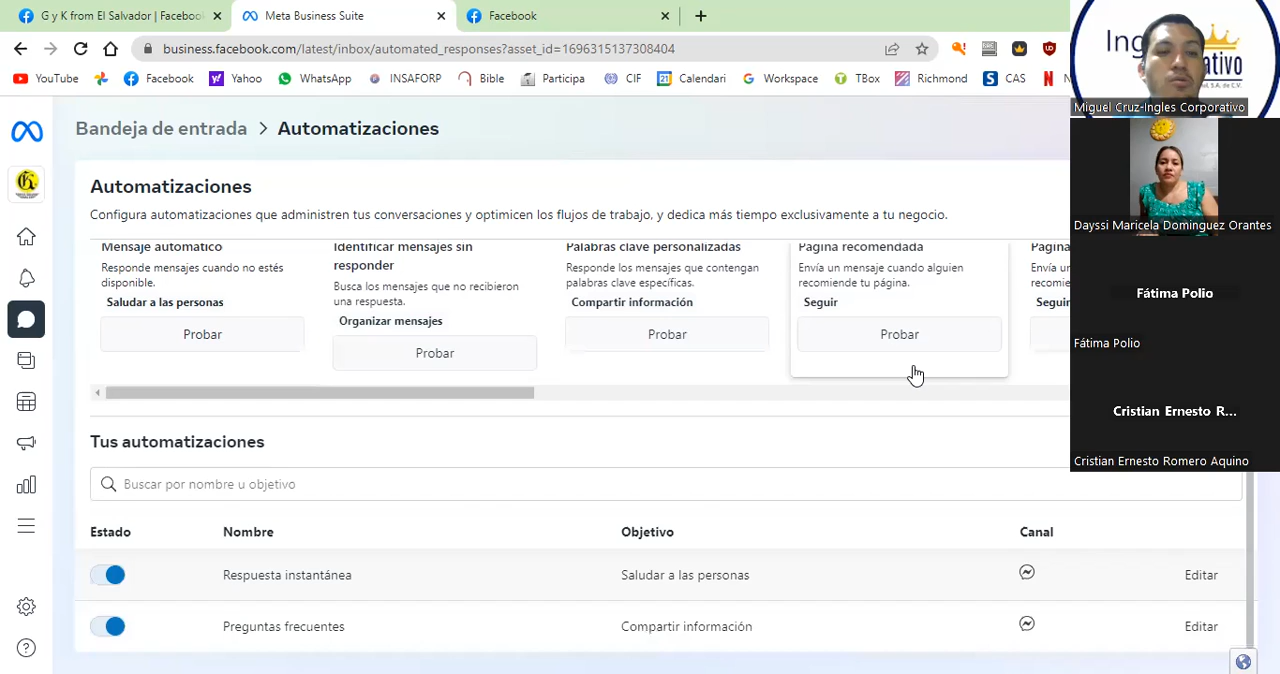 G y K from El Salvador | Facebook
Meta Business Suite
Facebook
business.facebook.com/latest/inbox/automated_responses?asset_id=1696315137308404
YouTube
Facebook
Yahoo
WhatsApp
INSAFORP
Bible
Participa
CIF
Calendari
Workspace
TBox
Richmond
CAS
Miguel Cruz-Ingles Corporativo
Dayssi Maricela Dominguez Orantes
Fátima Polio
Fátima Polio
Cristian Ernesto R...
Cristian Ernesto Romero Aquino
Bandeja de entrada > Automatizaciones
Automatizaciones
Configura automatizaciones que administren tus conversaciones y optimicen los flujos de trabajo, y dedica más tiempo exclusivamente a tu negocio.
Mensaje automático
Responde mensajes cuando no estés
disponible.
Saludar a las personas
Probar
Identificar mensajes sin
responder
Busca los mensajes que no recibieron
una respuesta.
Organizar mensajes
Probar
Palabras clave personalizadas
Responde los mensajes que contengan
palabras clave específicas.
Compartir información
Probar
Página recomendada
Envía un mensaje cuando alguien
recomiende tu página.
Seguir
Probar
Página
Envía un
recomie
Seguir
Tus automatizaciones
Buscar por nombre u objetivo
Estado Nombre Objetivo Canal
Respuesta instantánea Saludar a las personas Editar
Preguntas frecuentes Compartir información Editar